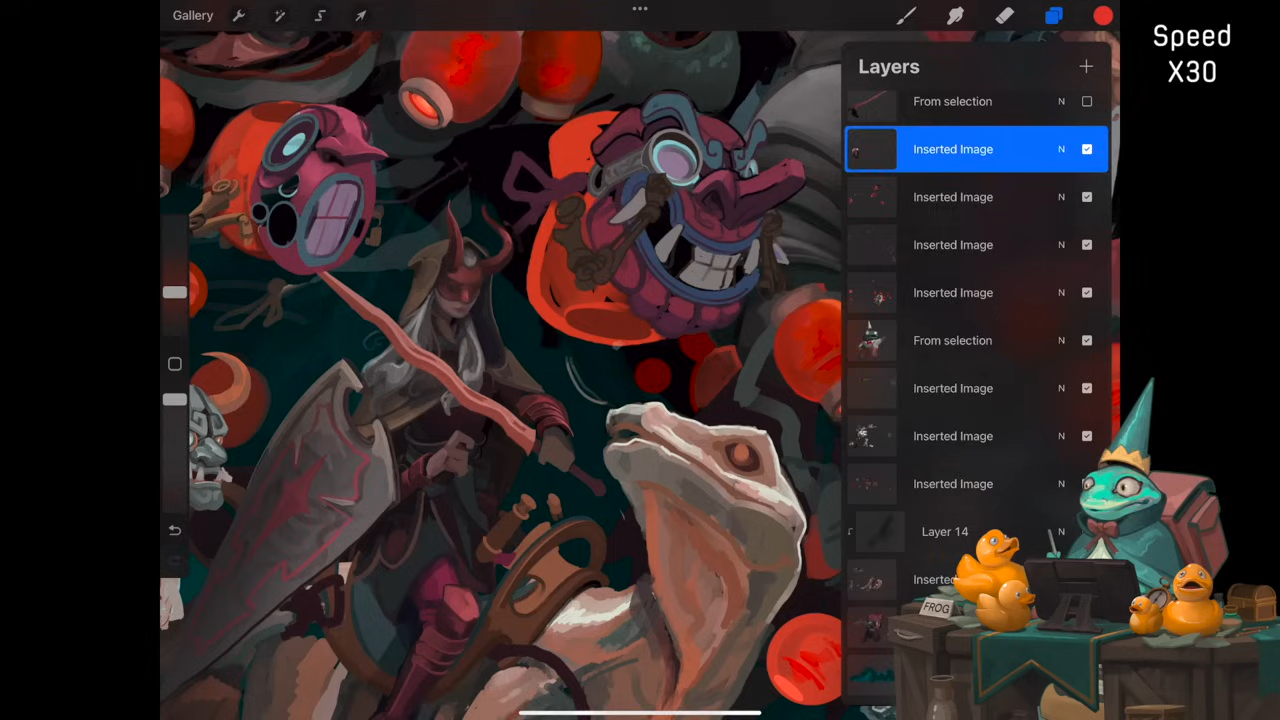 Gallery
Speed
X30
Layers
From selection N
Inserted Image N
Inserted Image N
Inserted Image N
Inserted Image N
From selection N
Inserted Image N
Inserted Image N
Inserted Image N
Layer 14 N
Inserte
FROG